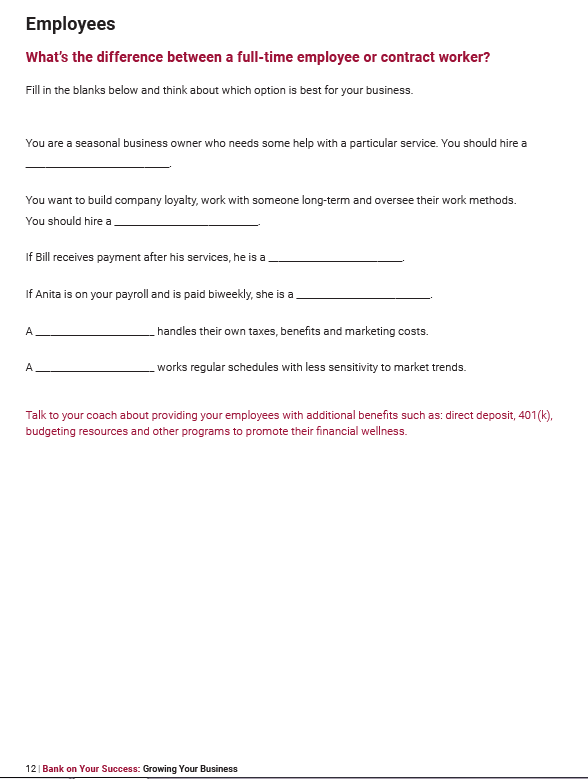 Employees
What's the difference between a full-time employee or contract worker?
Fill in the blanks below and think about which option is best for your business.
You are a seasonal business owner who needs some help with a particular service. You should hire a
________________________.
You want to build company loyalty, work with someone long-term and oversee their work methods.
You should hire a ________________________.
If Bill receives payment after his services, he is a ______________________.
If Anita is on your payroll and is paid biweekly, she is a ______________________.
A ____________________ handles their own taxes, benefits and marketing costs.
A ____________________ works regular schedules with less sensitivity to market trends.
Talk to your coach about providing your employees with additional benefits such as: direct deposit, 401(k),
budgeting resources and other programs to promote their financial wellness.
12 | Bank on Your Success: Growing Your Business